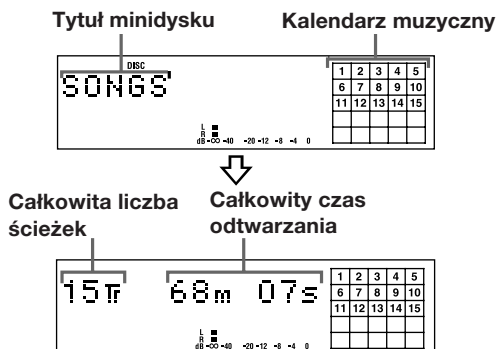 Tytuł minidysku Kalendarz muzyczny
DISC
SONGS
1 2 3 4 5
6 7 8 9 10
11 12 13 14 15
L
R
dB -∞ -40 -20 -12 -8 -4 0
Całkowita liczba ścieżek
Całkowity czas odtwarzania
15Tr 68m 07s
1 2 3 4 5
6 7 8 9 10
11 12 13 14 15
L
R
dB -∞ -40 -20 -12 -8 -4 0